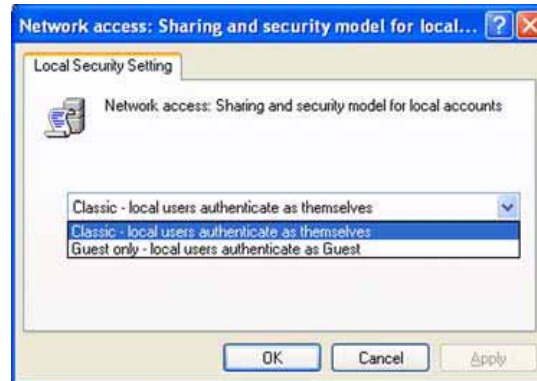 Network access: Sharing and security model for local...
Local Security Setting
Network access: Sharing and security model for local accounts
Classic - local users authenticate as themselves
Classic - local users authenticate as themselves
Guest only - local users authenticate as Guest
OK Cancel Apply